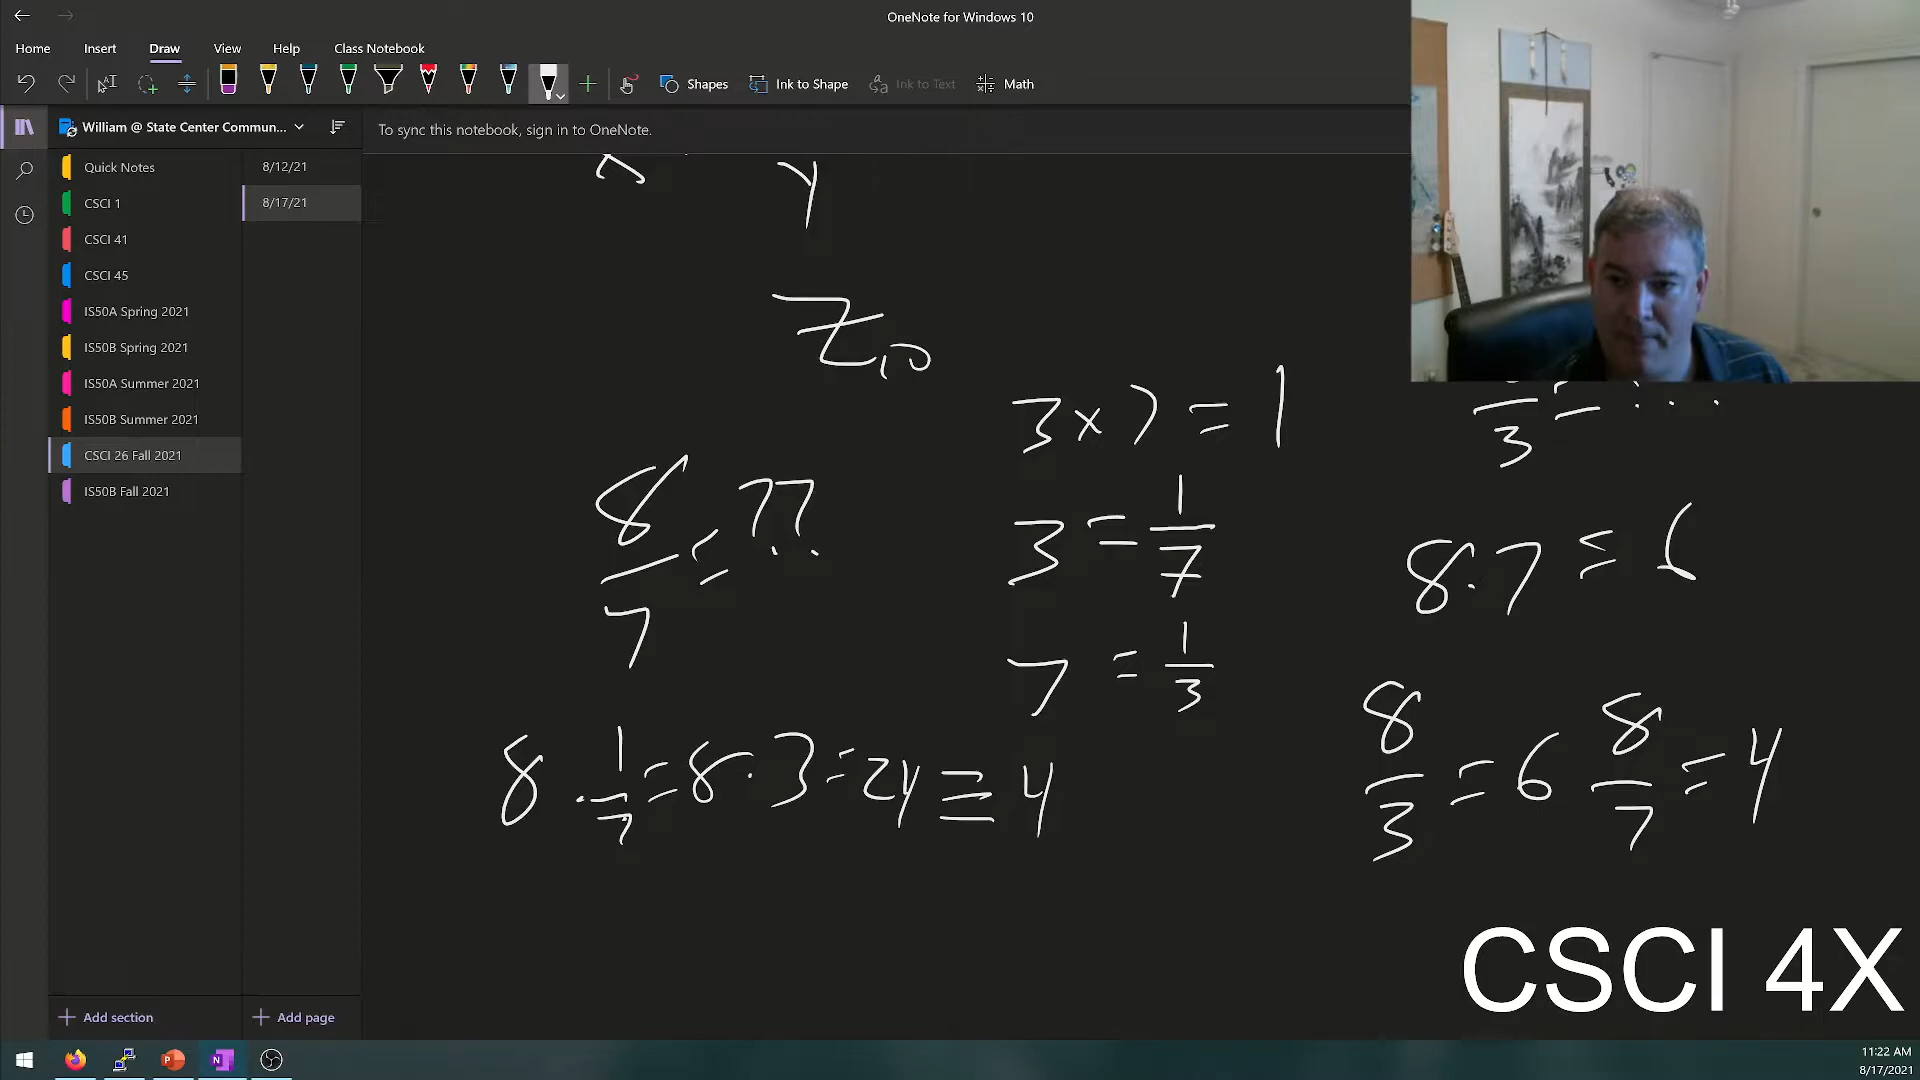 OneNote for Windows 10
Home Insert Draw View Help Class Notebook
Shapes Ink to Shape Ink to Text Math
William @ State Center Commun...
To sync this notebook, sign in to OneNote.
Quick Notes
CSCI 1
CSCI 41
CSCI 45
IS50A Spring 2021
IS50B Spring 2021
IS50A Summer 2021
IS50B Summer 2021
CSCI 26 Fall 2021
IS50B Fall 2021
8/12/21
8/17/21
Add section
Add page
y
Z₁₀
3 x 7 = 1
8/7 = ??
3 = 1/7
7 = 1/3
8 · 1/7 = 8 · 3 = 24 ≡ 4
3 = ...
8 · 7 = 6
8/3 = 6 8/7 = 4
CSCI 4X
11:22 AM
8/17/2021